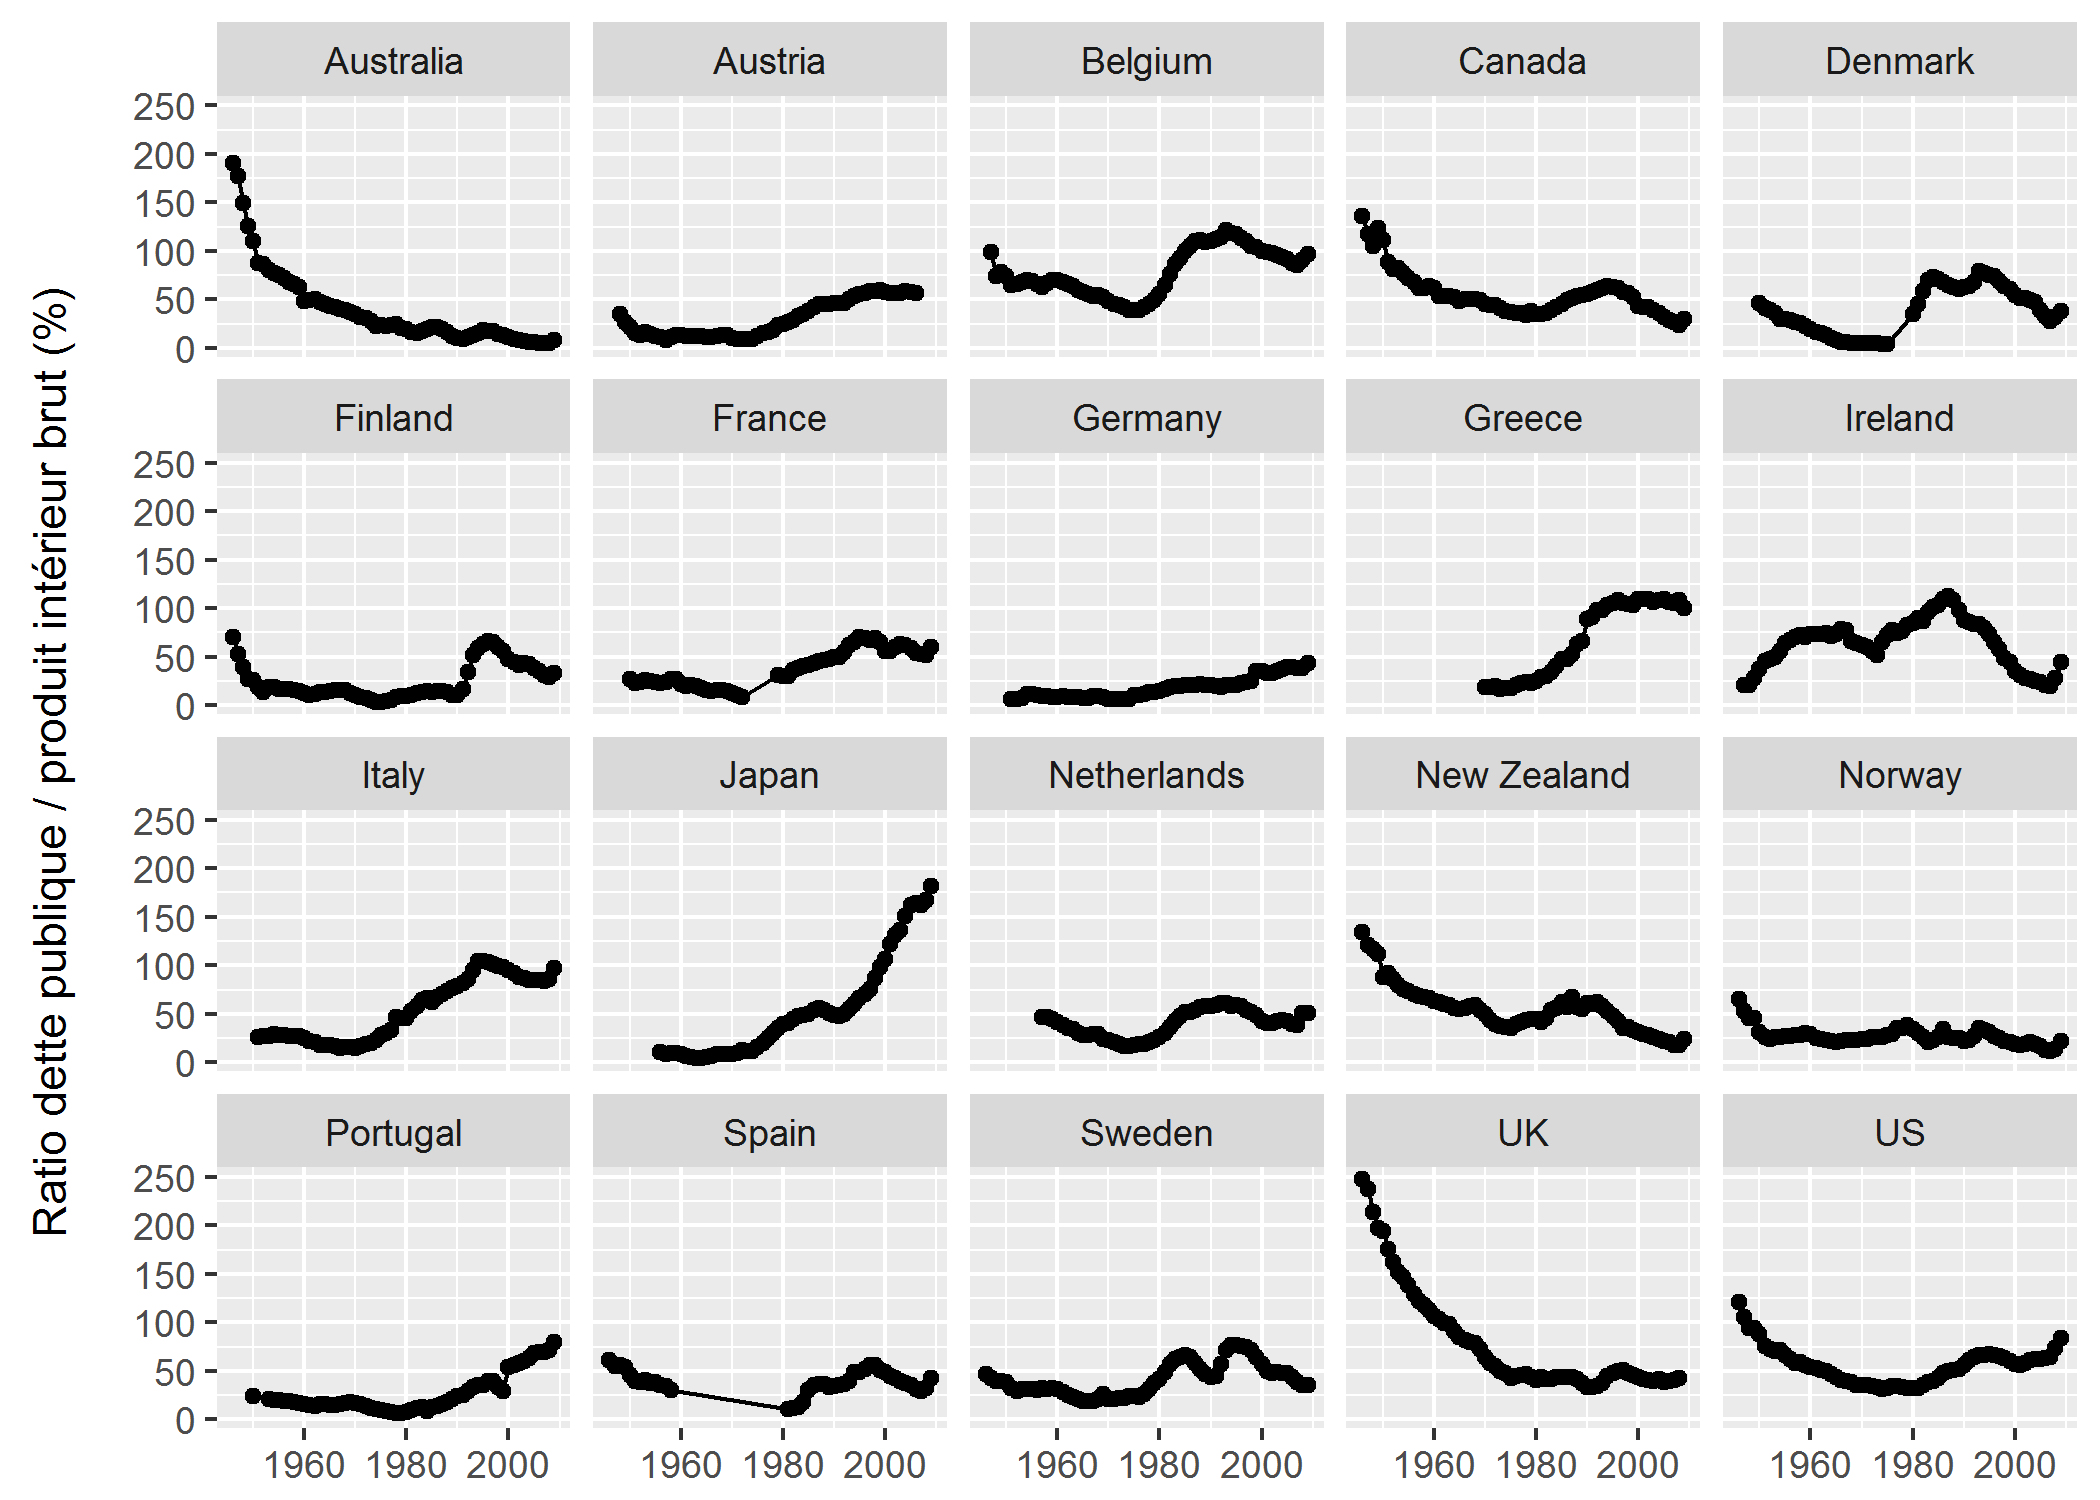 Ratio dette publique / produit intérieur brut (%)
Australia
Austria
Belgium
Canada
Denmark
250
200
150
100
50
0
Finland
France
Germany
Greece
Ireland
250
200
150
100
50
0
Italy
Japan
Netherlands
New Zealand
Norway
250
200
150
100
50
0
Portugal
Spain
Sweden
UK
US
250
200
150
100
50
0
1960 1980 2000
1960 1980 2000
1960 1980 2000
1960 1980 2000
1960 1980 2000